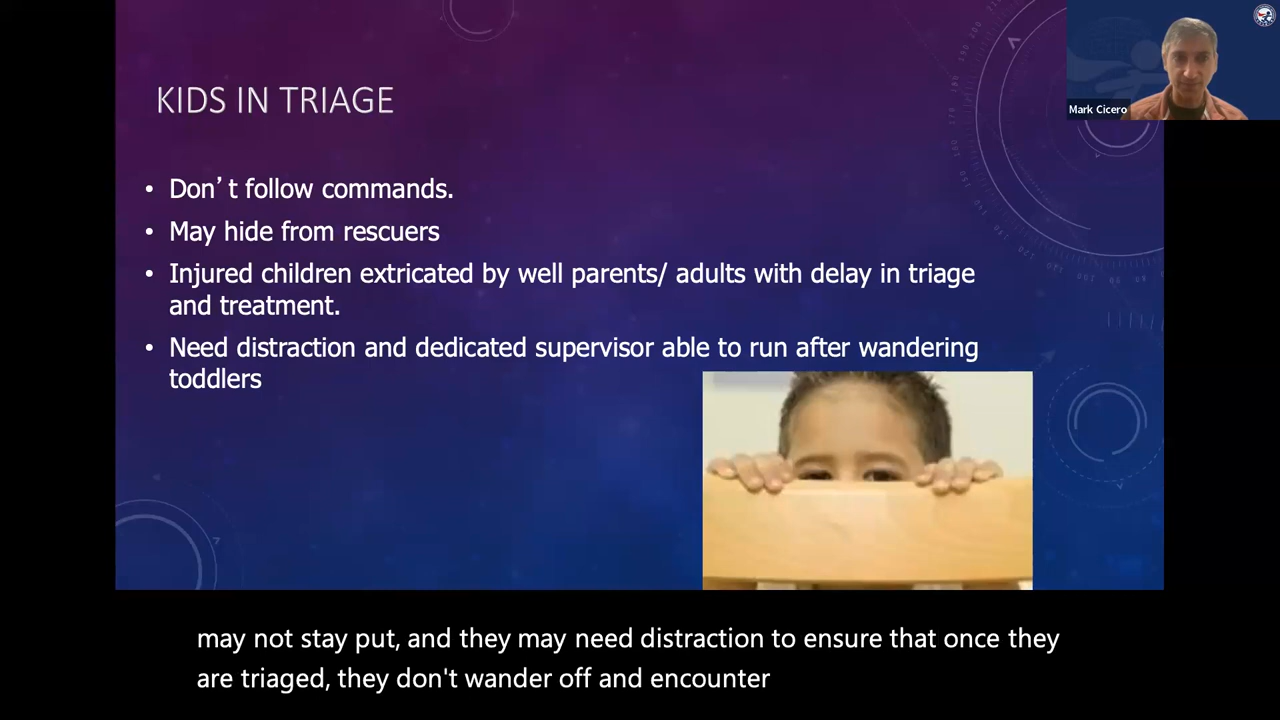 KIDS IN TRIAGE
Mark Cicero
• Don’t follow commands.
• May hide from rescuers
• Injured children extricated by well parents/ adults with delay in triage
and treatment.
• Need distraction and dedicated supervisor able to run after wandering
toddlers
may not stay put, and they may need distraction to ensure that once they
are triaged, they don't wander off and encounter